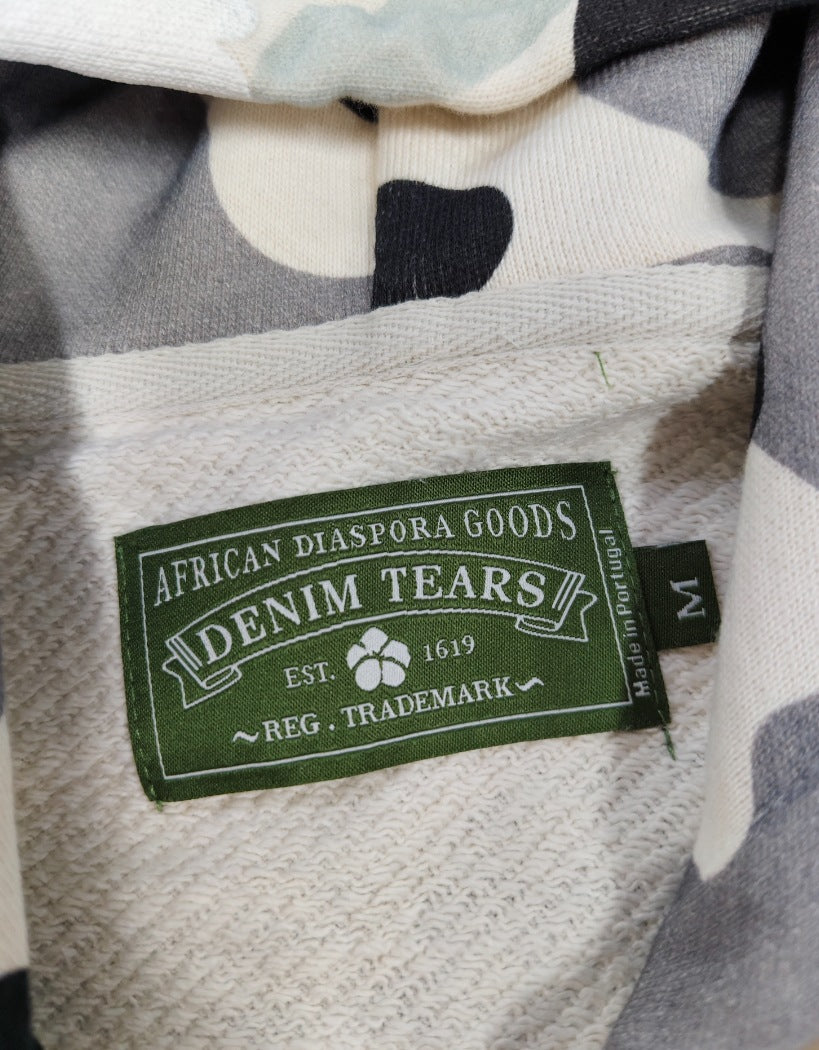 AFRICAN DIASPORA GOODS
DENIM TEARS
EST. 1619
~REG . TRADEMARK~
Made in Portugal
M